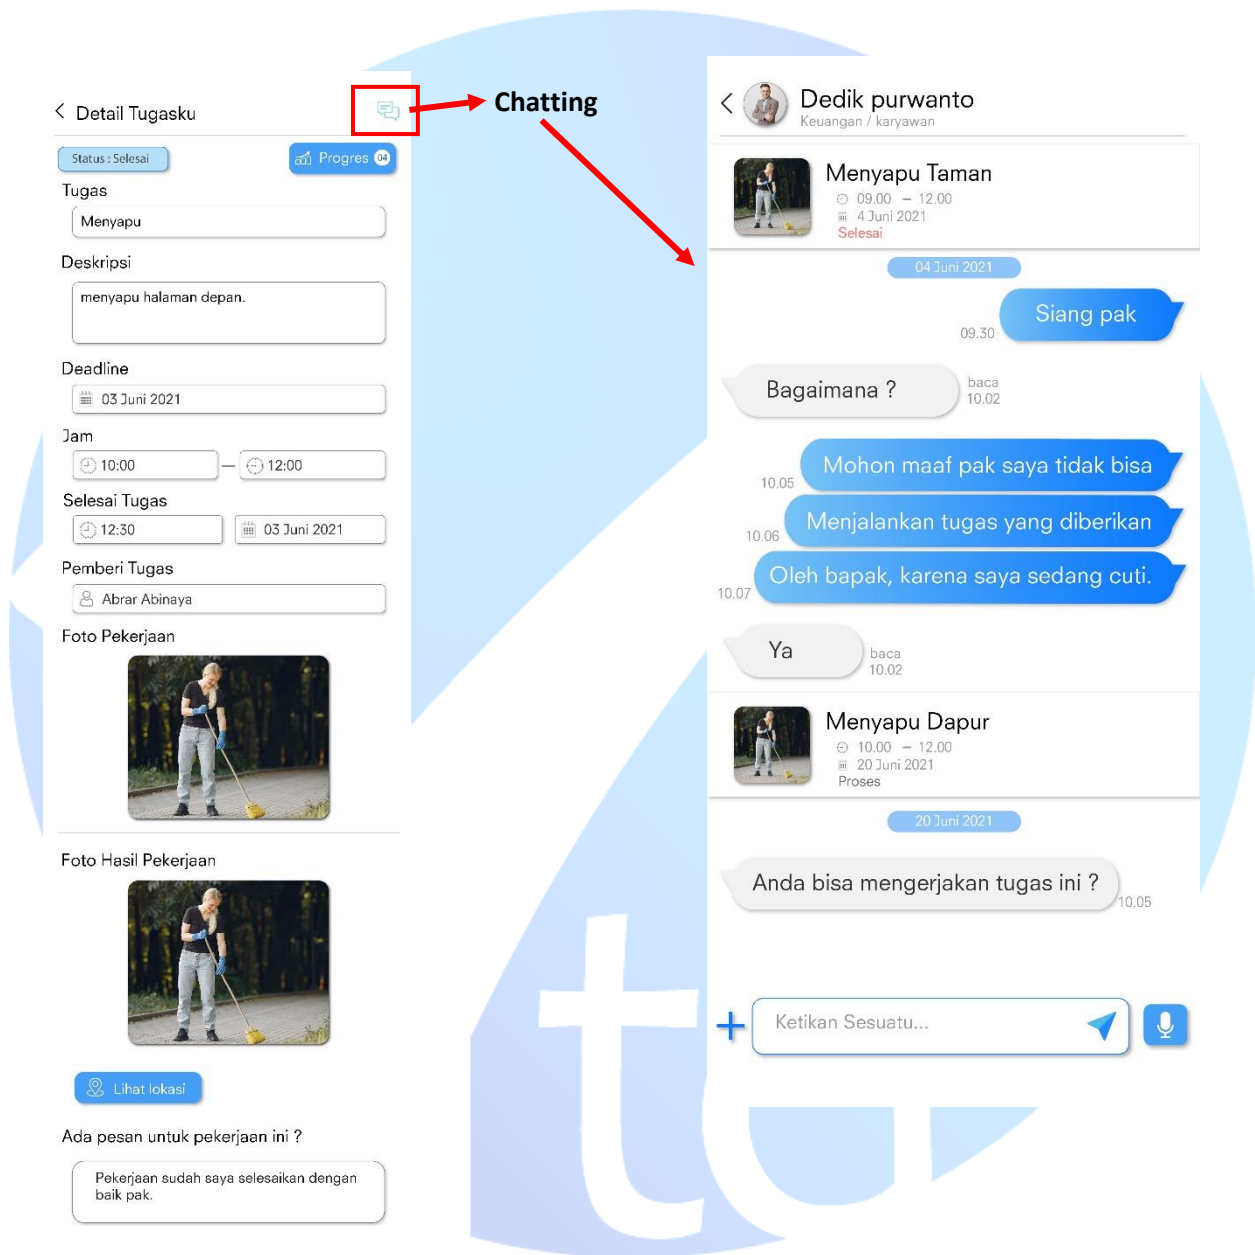 Detail Tugasku
Status : Selesai
Progres 04
Tugas
Menyapu
Deskripsi
menyapu halaman depan.
Deadline
03 Juni 2021
Jam
10:00 – 12:00
Selesai Tugas
12:30 03 Juni 2021
Pemberi Tugas
Abrar Abinaya
Foto Pekerjaan
Foto Hasil Pekerjaan
Lihat lokasi
Ada pesan untuk pekerjaan ini ?
Pekerjaan sudah saya selesaikan dengan
baik pak.
Chatting
Dedik purwanto
Keuangan / karyawan
Menyapu Taman
09.00 – 12.00
4 Juni 2021
Selesai
04 Juni 2021
Siang pak
09.30
Bagaimana ?
baca
10.02
Mohon maaf pak saya tidak bisa
10.05
Menjalankan tugas yang diberikan
10.06
Oleh bapak, karena saya sedang cuti.
10.07
Ya
baca
10.02
Menyapu Dapur
10.00 – 12.00
20 Juni 2021
Proses
20 Juni 2021
Anda bisa mengerjakan tugas ini ?
10.05
Ketikan Sesuatu...